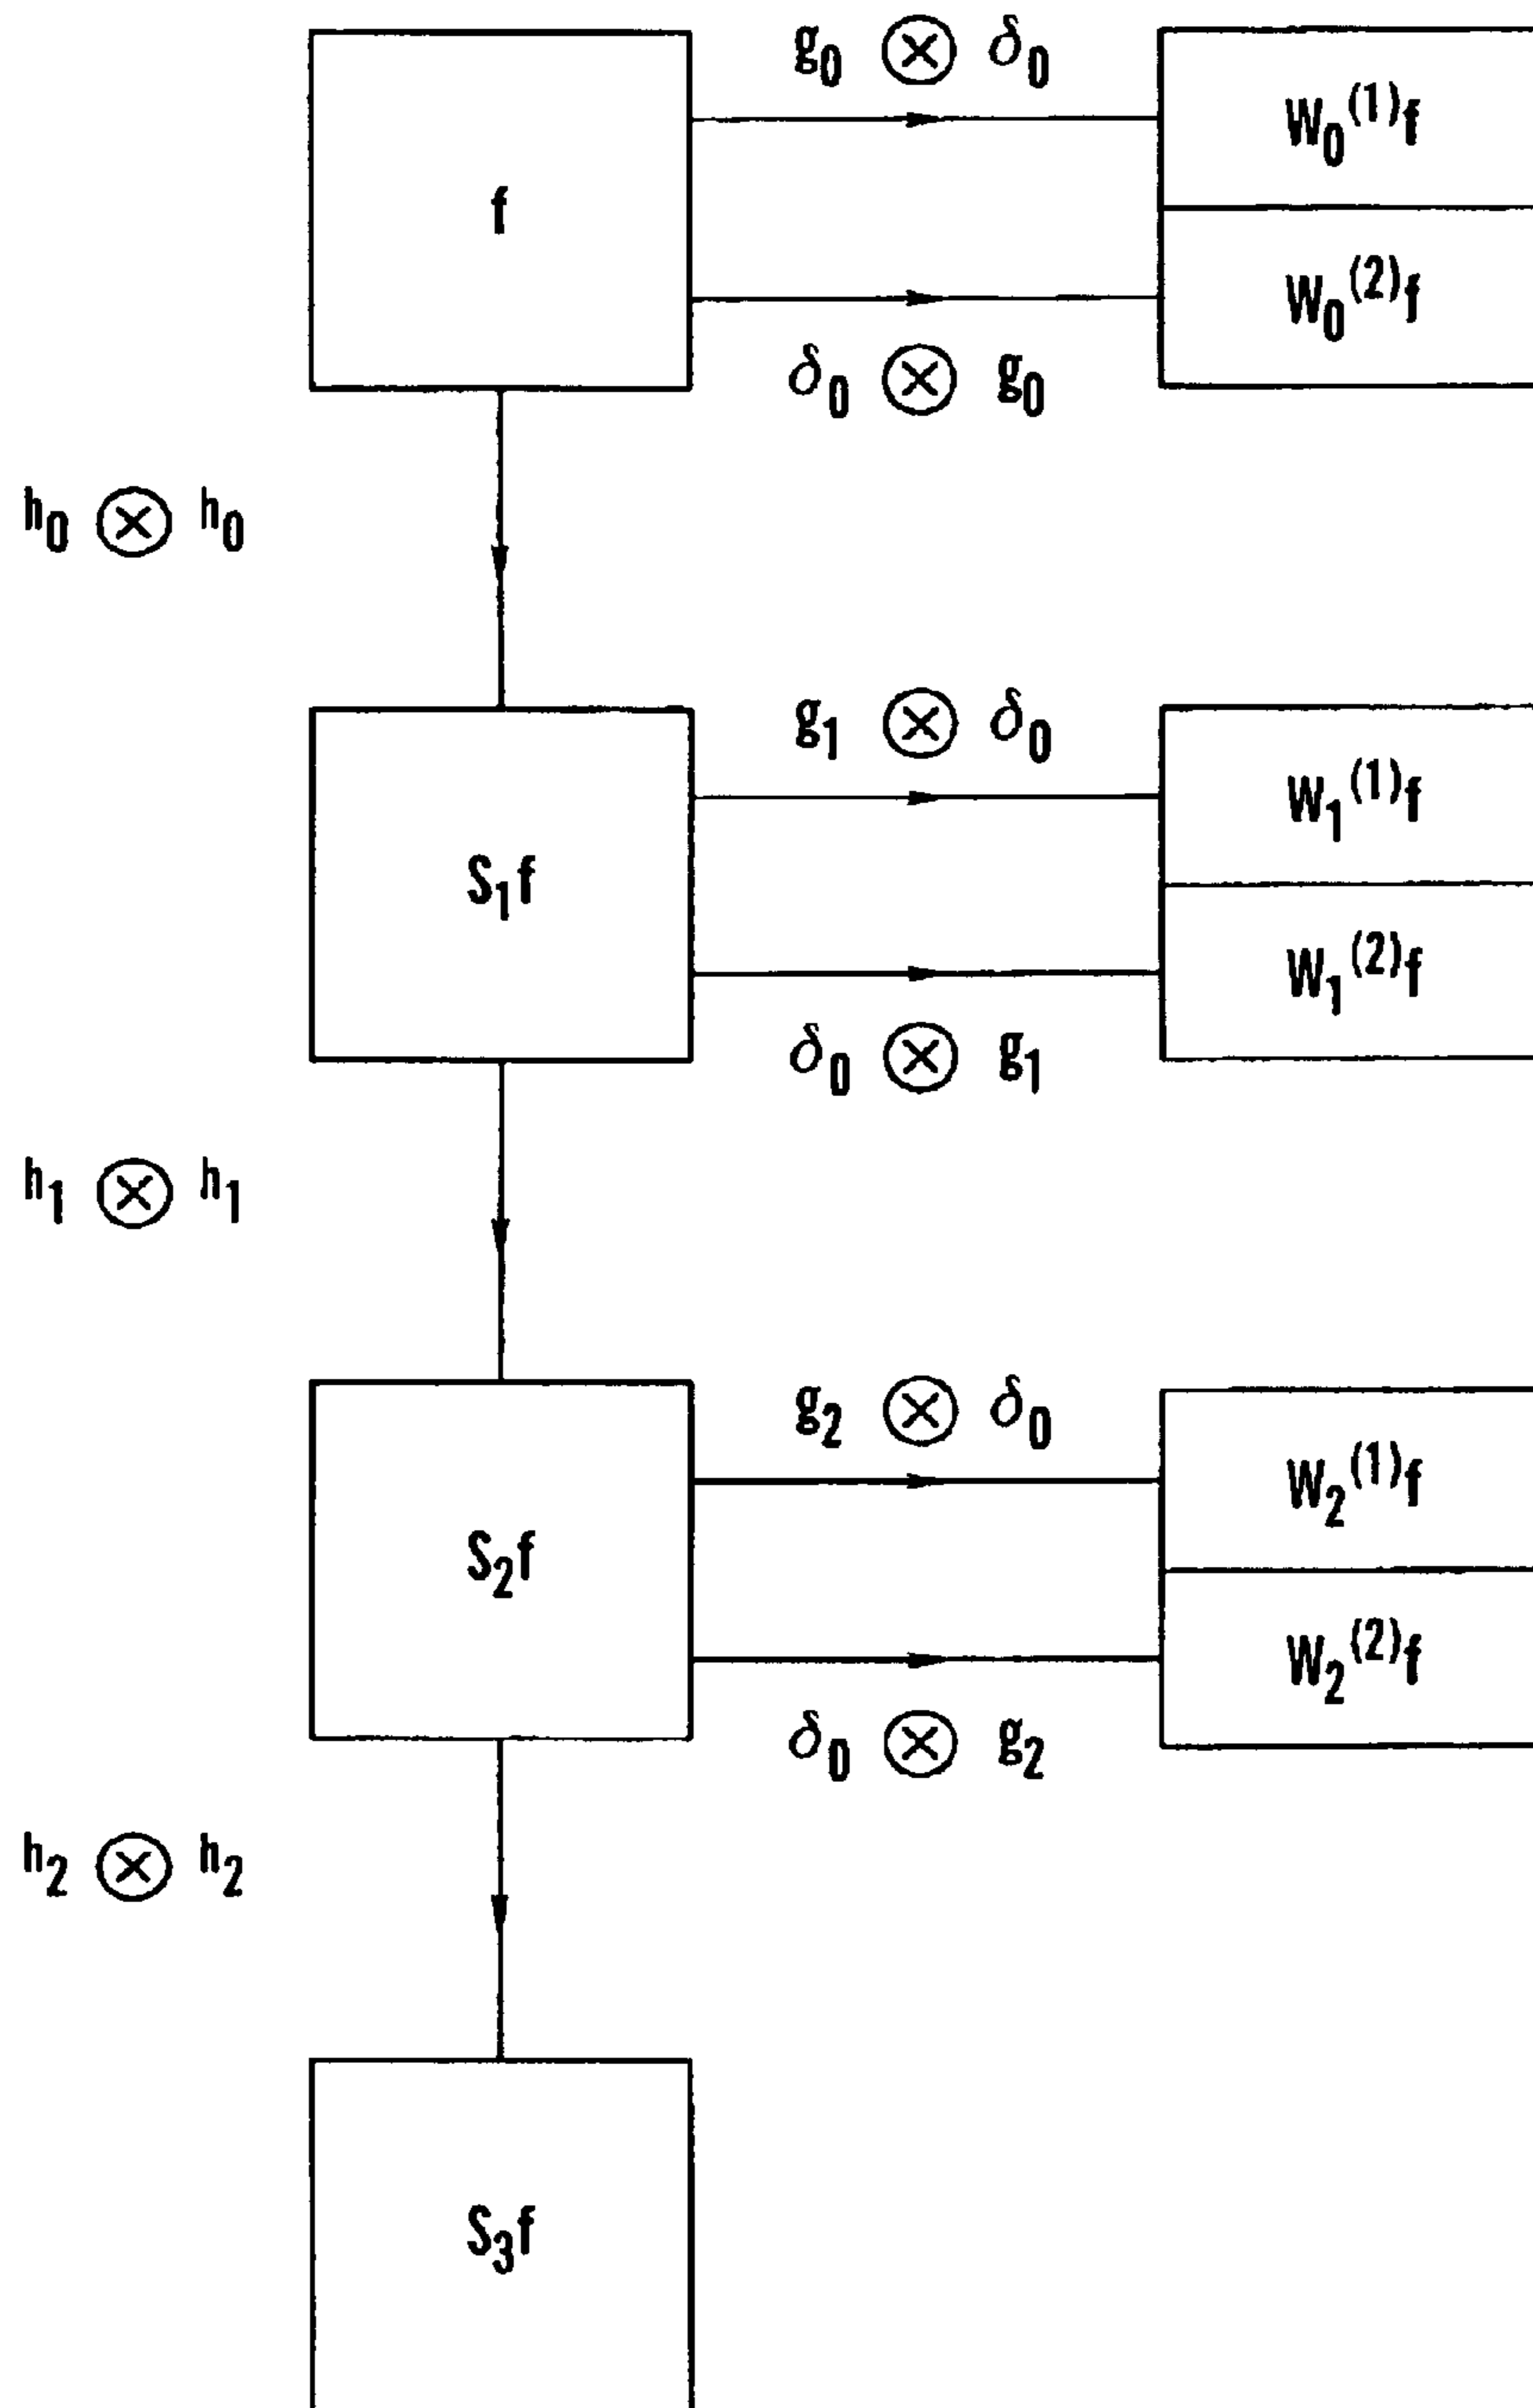 g₀ ⊗ δ₀
W₀⁽¹⁾f
f
W₀⁽²⁾f
δ₀ ⊗ g₀
h₀ ⊗ h₀
g₁ ⊗ δ₀
W₁⁽¹⁾f
S₁f
W₁⁽²⁾f
δ₀ ⊗ g₁
h₁ ⊗ h₁
g₂ ⊗ δ₀
W₂⁽¹⁾f
S₂f
W₂⁽²⁾f
δ₀ ⊗ g₂
h₂ ⊗ h₂
S₃f